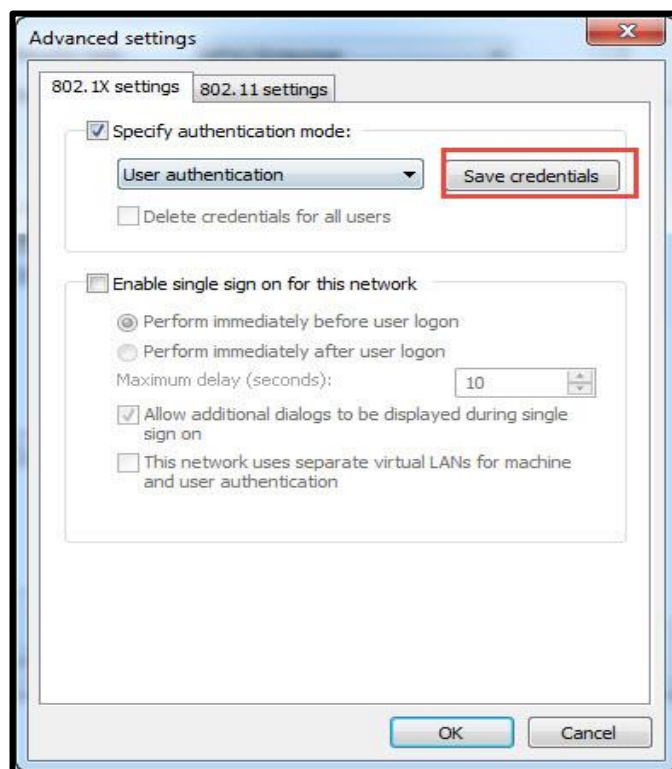 Advanced settings
802.1X settings
802.11 settings
Specify authentication mode:
User authentication
Save credentials
Delete credentials for all users
Enable single sign on for this network
Perform immediately before user logon
Perform immediately after user logon
Maximum delay (seconds):
10
Allow additional dialogs to be displayed during single
sign on
This network uses separate virtual LANs for machine
and user authentication
OK
Cancel